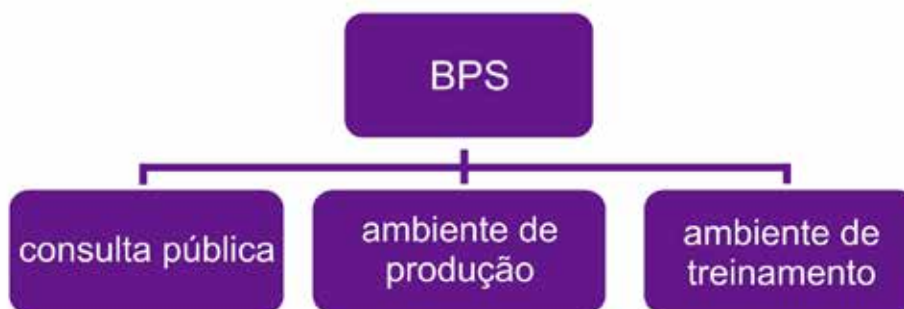 BPS
consulta pública
ambiente de
produção
ambiente de
treinamento